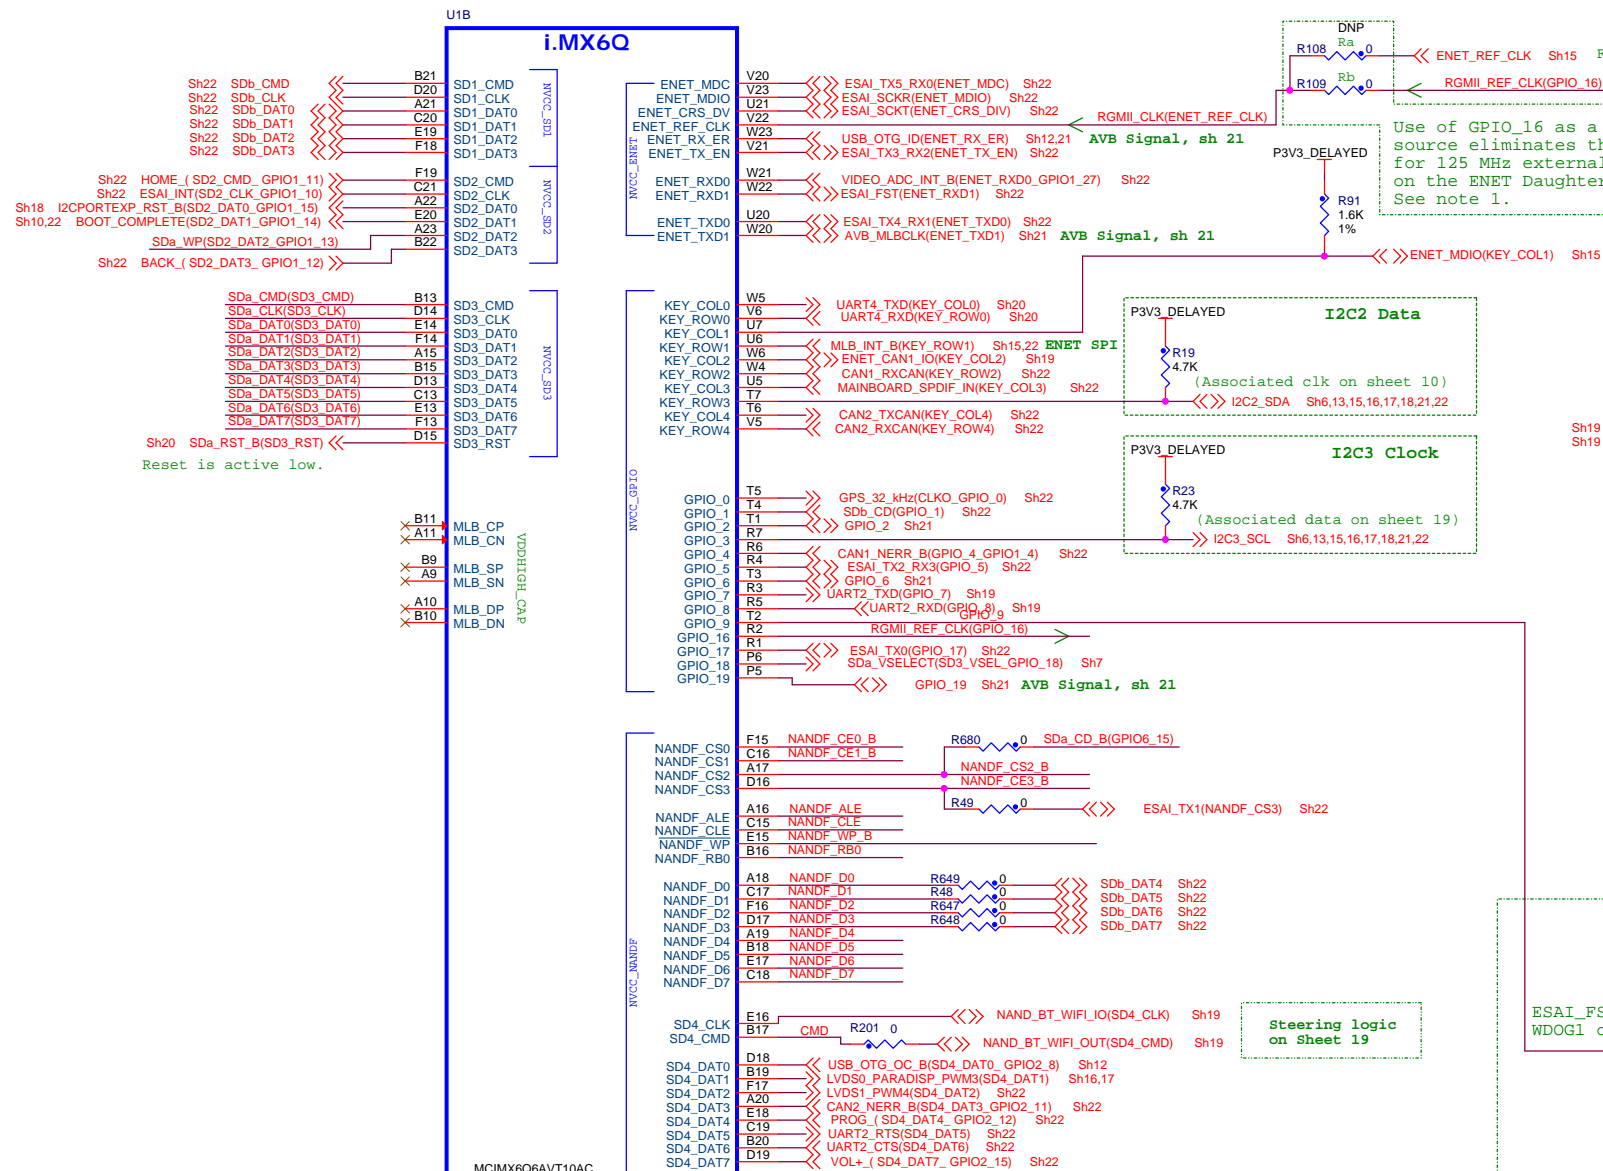 U1B
i.MX6Q
Sh22 SDb_CMD B21 SD1_CMD
Sh22 SDb_CLK D20 SD1_CLK
Sh22 SDb_DAT0 A21 SD1_DAT0
Sh22 SDb_DAT1 C20 SD1_DAT1
Sh22 SDb_DAT2 E19 SD1_DAT2
Sh22 SDb_DAT3 F18 SD1_DAT3
NVCC_SD1
Sh22 HOME_( SD2_CMD_ GPIO1_11) F19 SD2_CMD
Sh22 ESAI_INT(SD2_CLK_GPIO1_10) C21 SD2_CLK
Sh18 I2CPORTEXP_RST_B(SD2_DAT0_GPIO1_15) A22 SD2_DAT0
Sh10,22 BOOT_COMPLETE(SD2_DAT1_GPIO1_14) E20 SD2_DAT1
SDa_WP(SD2_DAT2_GPIO1_13) A23 SD2_DAT2
Sh22 BACK_( SD2_DAT3_ GPIO1_12) B22 SD2_DAT3
NVCC_SD2
SDa_CMD(SD3_CMD) B13 SD3_CMD
SDa_CLK(SD3_CLK) D14 SD3_CLK
SDa_DAT0(SD3_DAT0) E14 SD3_DAT0
SDa_DAT1(SD3_DAT1) F14 SD3_DAT1
SDa_DAT2(SD3_DAT2) A15 SD3_DAT2
SDa_DAT3(SD3_DAT3) B15 SD3_DAT3
SDa_DAT4(SD3_DAT4) D13 SD3_DAT4
SDa_DAT5(SD3_DAT5) C13 SD3_DAT5
SDa_DAT6(SD3_DAT6) E13 SD3_DAT6
SDa_DAT7(SD3_DAT7) F13 SD3_DAT7
Sh20 SDa_RST_B(SD3_RST) D15 SD3_RST
NVCC_SD3
Reset is active low.
B11 MLB_CP
A11 MLB_CN
B9 MLB_SP
A9 MLB_SN
A10 MLB_DP
B10 MLB_DN
VDDHIGH_CAP
MCIMX6Q6AVT10AC
NVCC_ENET
ENET_MDC V20 ESAI_TX5_RX0(ENET_MDC) Sh22
ENET_MDIO V23 ESAI_SCKR(ENET_MDIO) Sh22
ENET_CRS_DV U21 ESAI_SCKT(ENET_CRS_DIV) Sh22
ENET_REF_CLK V22 RGMII_CLK(ENET_REF_CLK)
ENET_RX_ER W23 USB_OTG_ID(ENET_RX_ER) Sh12,21 AVB Signal, sh 21
ENET_TX_EN V21 ESAI_TX3_RX2(ENET_TX_EN) Sh22
ENET_RXD0 W21 VIDEO_ADC_INT_B(ENET_RXD0_GPIO1_27) Sh22
ENET_RXD1 W22 ESAI_FST(ENET_RXD1) Sh22
ENET_TXD0 U20 ESAI_TX4_RX1(ENET_TXD0) Sh22
ENET_TXD1 W20 AVB_MLBCLK(ENET_TXD1) Sh21 AVB Signal, sh 21
DNP
R108 Ra 0 ENET_REF_CLK Sh15
R109 Rb 0 RGMII_REF_CLK(GPIO_16)
Use of GPIO_16 as a
source eliminates th
for 125 MHz external
on the ENET Daughter
See note 1.
P3V3_DELAYED
R91
1.6K
1%
ENET_MDIO(KEY_COL1) Sh15
NVCC_GPIO
KEY_COL0 W5 UART4_TXD(KEY_COL0) Sh20
KEY_ROW0 V6 UART4_RXD(KEY_ROW0) Sh20
KEY_COL1 U7
KEY_ROW1 U6 MLB_INT_B(KEY_ROW1) Sh15,22 ENET SPI
KEY_COL2 W6 ENET_CAN1_IO(KEY_COL2) Sh19
KEY_ROW2 W4 CAN1_RXCAN(KEY_ROW2) Sh22
KEY_COL3 U5 MAINBOARD_SPDIF_IN(KEY_COL3) Sh22
KEY_ROW3 T7
KEY_COL4 T6 CAN2_TXCAN(KEY_COL4) Sh22
KEY_ROW4 V5 CAN2_RXCAN(KEY_ROW4) Sh22
P3V3_DELAYED
I2C2 Data
R19
4.7K
(Associated clk on sheet 10)
I2C2_SDA Sh6,13,15,16,17,18,21,22
P3V3_DELAYED
I2C3 Clock
R23
4.7K
(Associated data on sheet 19)
I2C3_SCL Sh6,13,15,16,17,18,21,22
Sh19
Sh19
GPIO_0 T5 GPS_32_kHz(CLKO_GPIO_0) Sh22
GPIO_1 T4 SDb_CD(GPIO_1) Sh22
GPIO_2 T1 GPIO_2 Sh21
GPIO_3 R7
GPIO_4 R6 CAN1_NERR_B(GPIO_4_GPIO1_4) Sh22
GPIO_5 R4 ESAI_TX2_RX3(GPIO_5) Sh22
GPIO_6 T3 GPIO_6 Sh21
GPIO_7 R3 UART2_TXD(GPIO_7) Sh19
GPIO_8 R5 UART2_RXD(GPIO_8) Sh19
GPIO_9 T2 GPIO_9
GPIO_16 R2 RGMII_REF_CLK(GPIO_16)
GPIO_17 R1 ESAI_TX0(GPIO_17) Sh22
GPIO_18 P6 SDa_VSELECT(SD3_VSEL_GPIO_18) Sh7
GPIO_19 P5 GPIO_19 Sh21 AVB Signal, sh 21
NVCC_NANDF
NANDF_CS0 F15 NANDF_CE0_B
NANDF_CS1 C16 NANDF_CE1_B
R680 0 SDa_CD_B(GPIO6_15)
NANDF_CS2 A17 NANDF_CS2_B
NANDF_CS3 D16 NANDF_CE3_B
R49 0 ESAI_TX1(NANDF_CS3) Sh22
NANDF_ALE A16 NANDF_ALE
NANDF_CLE C15 NANDF_CLE
NANDF_WP E15 NANDF_WP_B
NANDF_RB0 B16 NANDF_RB0
NANDF_D0 A18 NANDF_D0 R649 0 SDb_DAT4 Sh22
NANDF_D1 C17 NANDF_D1 R48 0 SDb_DAT5 Sh22
NANDF_D2 F16 NANDF_D2 R647 0 SDb_DAT6 Sh22
NANDF_D3 D17 NANDF_D3 R648 0 SDb_DAT7 Sh22
NANDF_D4 A19 NANDF_D4
NANDF_D5 B18 NANDF_D5
NANDF_D6 E17 NANDF_D6
NANDF_D7 C18 NANDF_D7
SD4_CLK E16 NAND_BT_WIFI_IO(SD4_CLK) Sh19
SD4_CMD B17 CMD R201 0 NAND_BT_WIFI_OUT(SD4_CMD) Sh19
Steering logic
on Sheet 19
ESAI_FS
WDOG1 o
SD4_DAT0 D18 USB_OTG_OC_B(SD4_DAT0_ GPIO2_8) Sh12
SD4_DAT1 B19 LVDS0_PARADISP_PWM3(SD4_DAT1) Sh16,17
SD4_DAT2 F17 LVDS1_PWM4(SD4_DAT2) Sh22
SD4_DAT3 A20 CAN2_NERR_B(SD4_DAT3_GPIO2_11) Sh22
SD4_DAT4 E18 PROG_( SD4_DAT4_ GPIO2_12) Sh22
SD4_DAT5 C19 UART2_RTS(SD4_DAT5) Sh22
SD4_DAT6 B20 UART2_CTS(SD4_DAT6) Sh22
SD4_DAT7 D19 VOL+_( SD4_DAT7_ GPIO2_15) Sh22